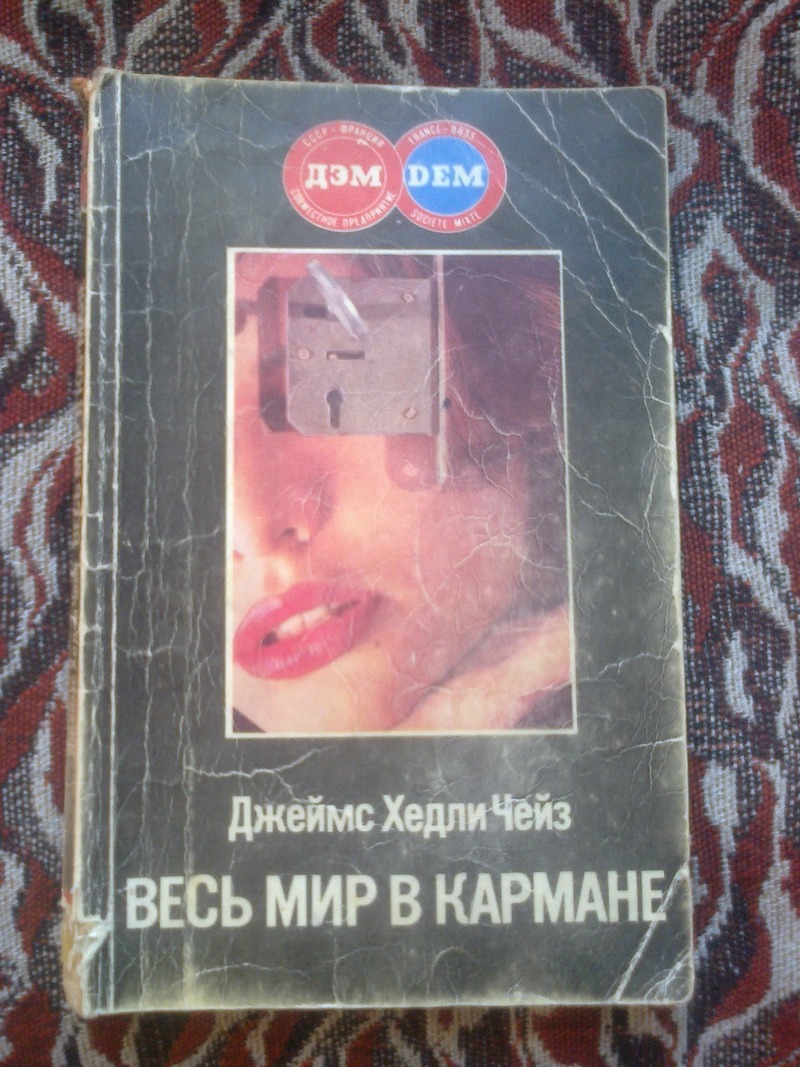 СССР · ФРАНЦИЯ
ДЭМ
СОВМЕСТНОЕ ПРЕДПРИЯТИЕ
FRANCE - URSS
DEM
SOCIETE MIXTE
Джеймс Хедли Чейз
ВЕСЬ МИР В КАРМАНЕ